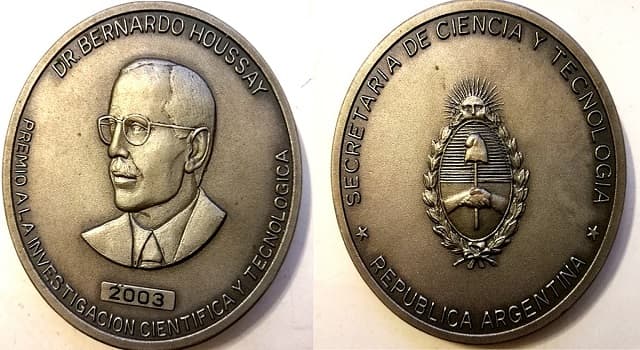 DR. BERNARDO HOUSSAY
PREMIO A LA INVESTIGACION CIENTIFICA Y TECNOLOGICA
2003
SECRETARIA DE CIENCIA Y TECNOLOGIA
★ REPUBLICA ARGENTINA ★